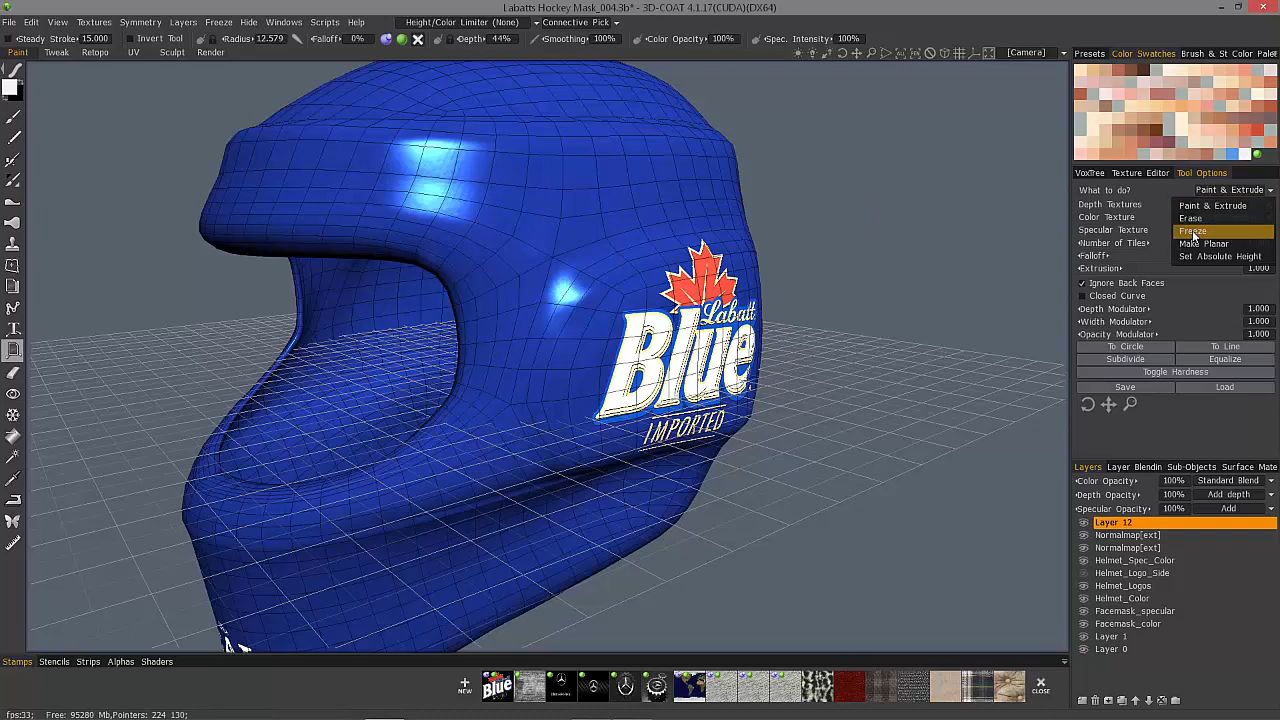 Labatts Hockey Mask_004.3b* - 3D-COAT 4.1.17(CUDA)(DX64)
File Edit View Textures Symmetry Layers Freeze Hide Windows Scripts Help Height/Color Limiter (None) Connective Pick
Steady Stroke 15.000 Invert Tool Radius 12.579 Falloff 0% Depth 44% Smoothing 100% Color Opacity 100% Spec. Intensity 100%
Paint Tweak Retopo UV Sculpt Render [Camera]
Presets Color Swatches Brush & St Color Palet
VoxTree Texture Editor Tool Options
What to do? Paint & Extrude
Depth Textures
Paint & Extrude
Color Texture
Erase
Specular Texture
Freeze
Number of Tiles
Make Planar
Falloff
Set Absolute Height
Extrusion 1.000
Ignore Back Faces
Closed Curve
Depth Modulator 1.000
Width Modulator 1.000
Opacity Modulator 1.000
To Circle To Line
Subdivide Equalize
Toggle Hardness
Save Load
Labatt
Blue
IMPORTED
Layers Layer Blendin Sub-Objects Surface Mate
Color Opacity 100% Standard Blend
Depth Opacity 100% Add depth
Specular Opacity 100% Add
Layer 12
Normalmap[ext]
Normalmap[ext]
Helmet_Spec_Color
Helmet_Logo_Side
Helmet_Logos
Helmet_Color
Facemask_specular
Facemask_color
Layer 1
Layer 0
Stamps Stencils Strips Alphas Shaders
NEW Blue CLOSE
fps:33; Free: 95280 Mb,Pointers: 224 130;